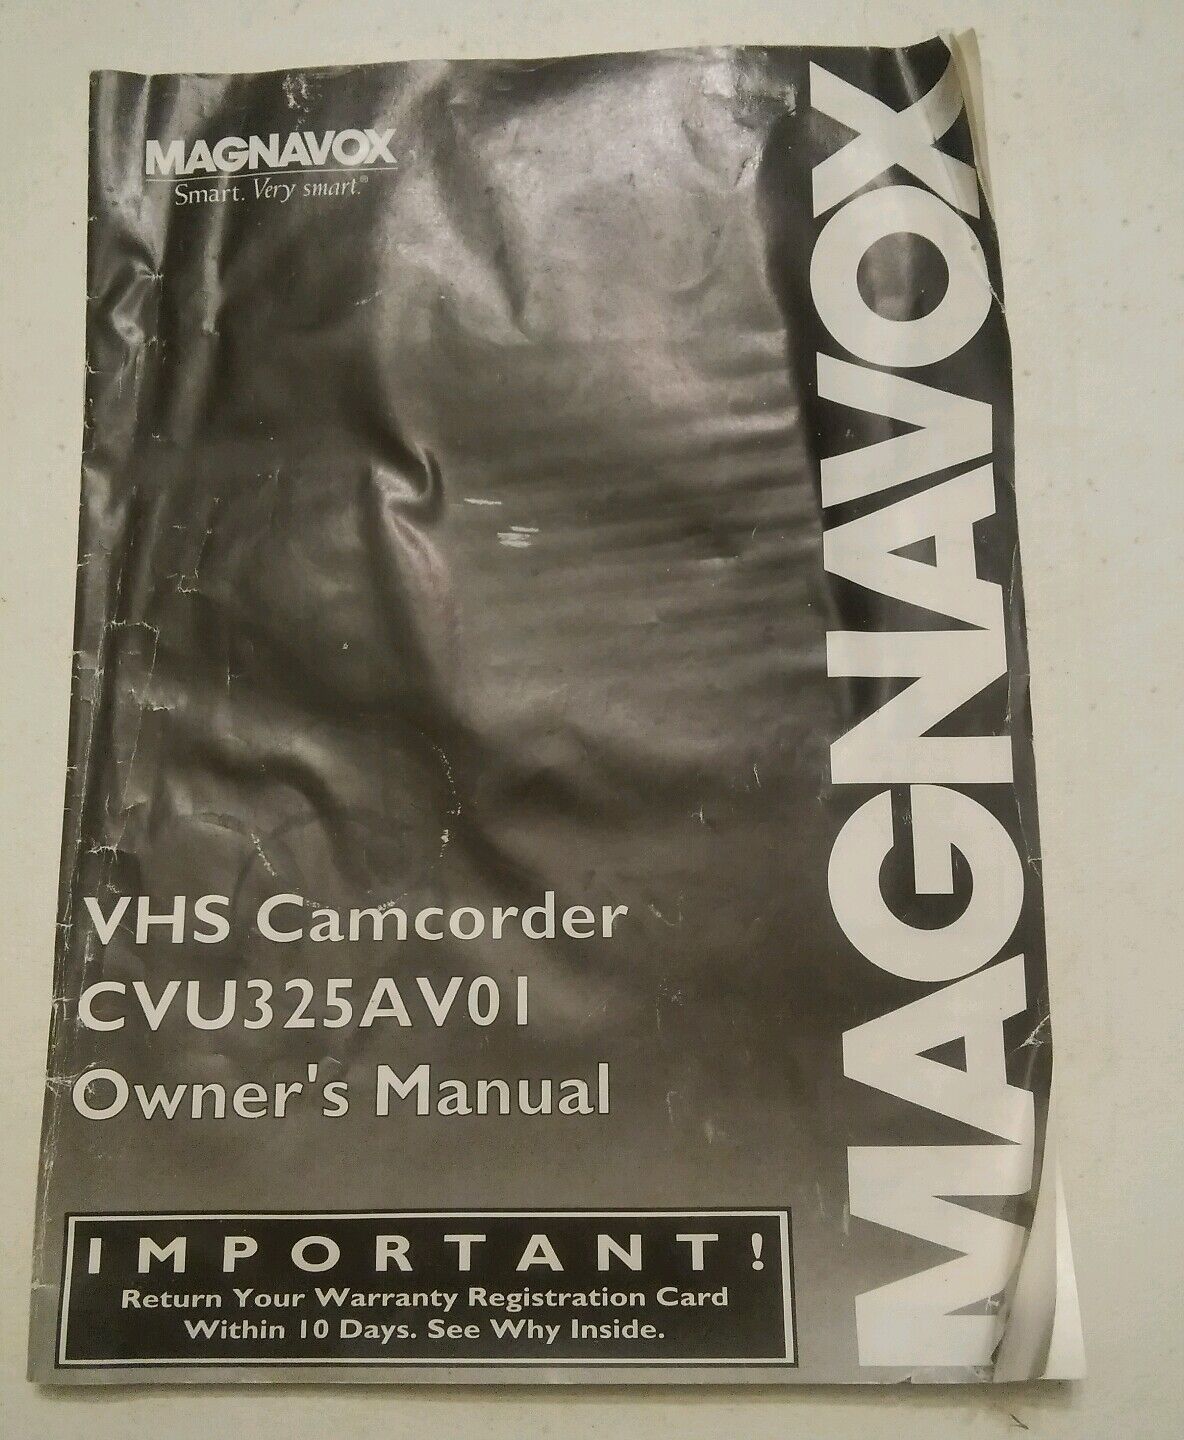 MAGNAVOX
Smart. Very smart.®
MAGNAVOX
VHS Camcorder
CVU325AV01
Owner's Manual
IMPORTANT!
Return Your Warranty Registration Card
Within 10 Days. See Why Inside.